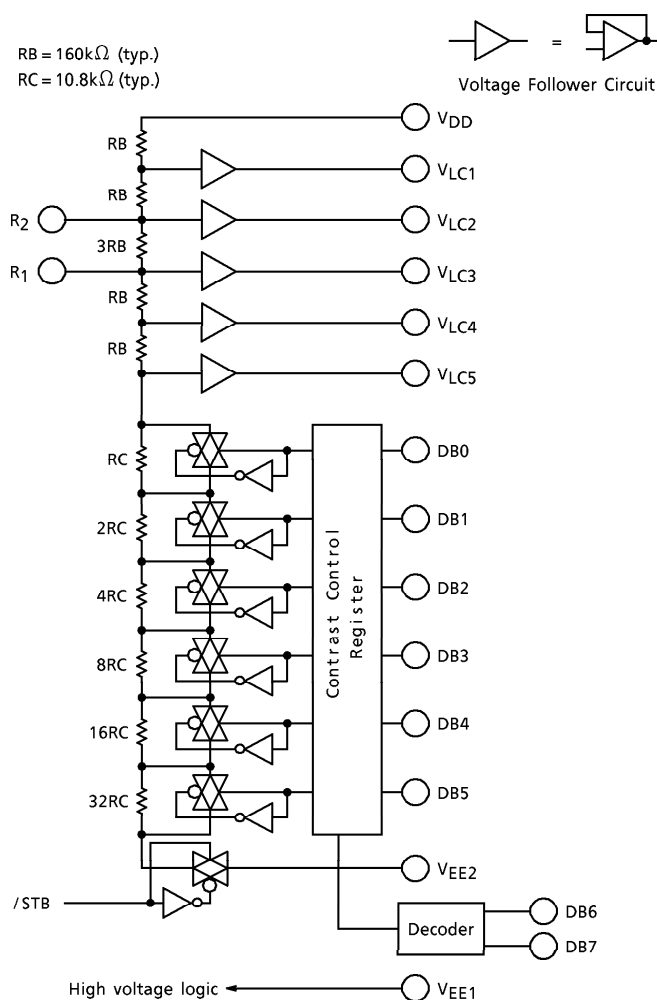 RB = 160kΩ (typ.)
RC = 10.8kΩ (typ.)
=
Voltage Follower Circuit
VDD
RB
VLC1
RB
R2
VLC2
3RB
R1
VLC3
RB
VLC4
RB
VLC5
RC
DB0
2RC
DB1
4RC
DB2
Contrast Control
Register
8RC
DB3
16RC
DB4
32RC
DB5
VEE2
/STB
Decoder
DB6
DB7
High voltage logic
VEE1